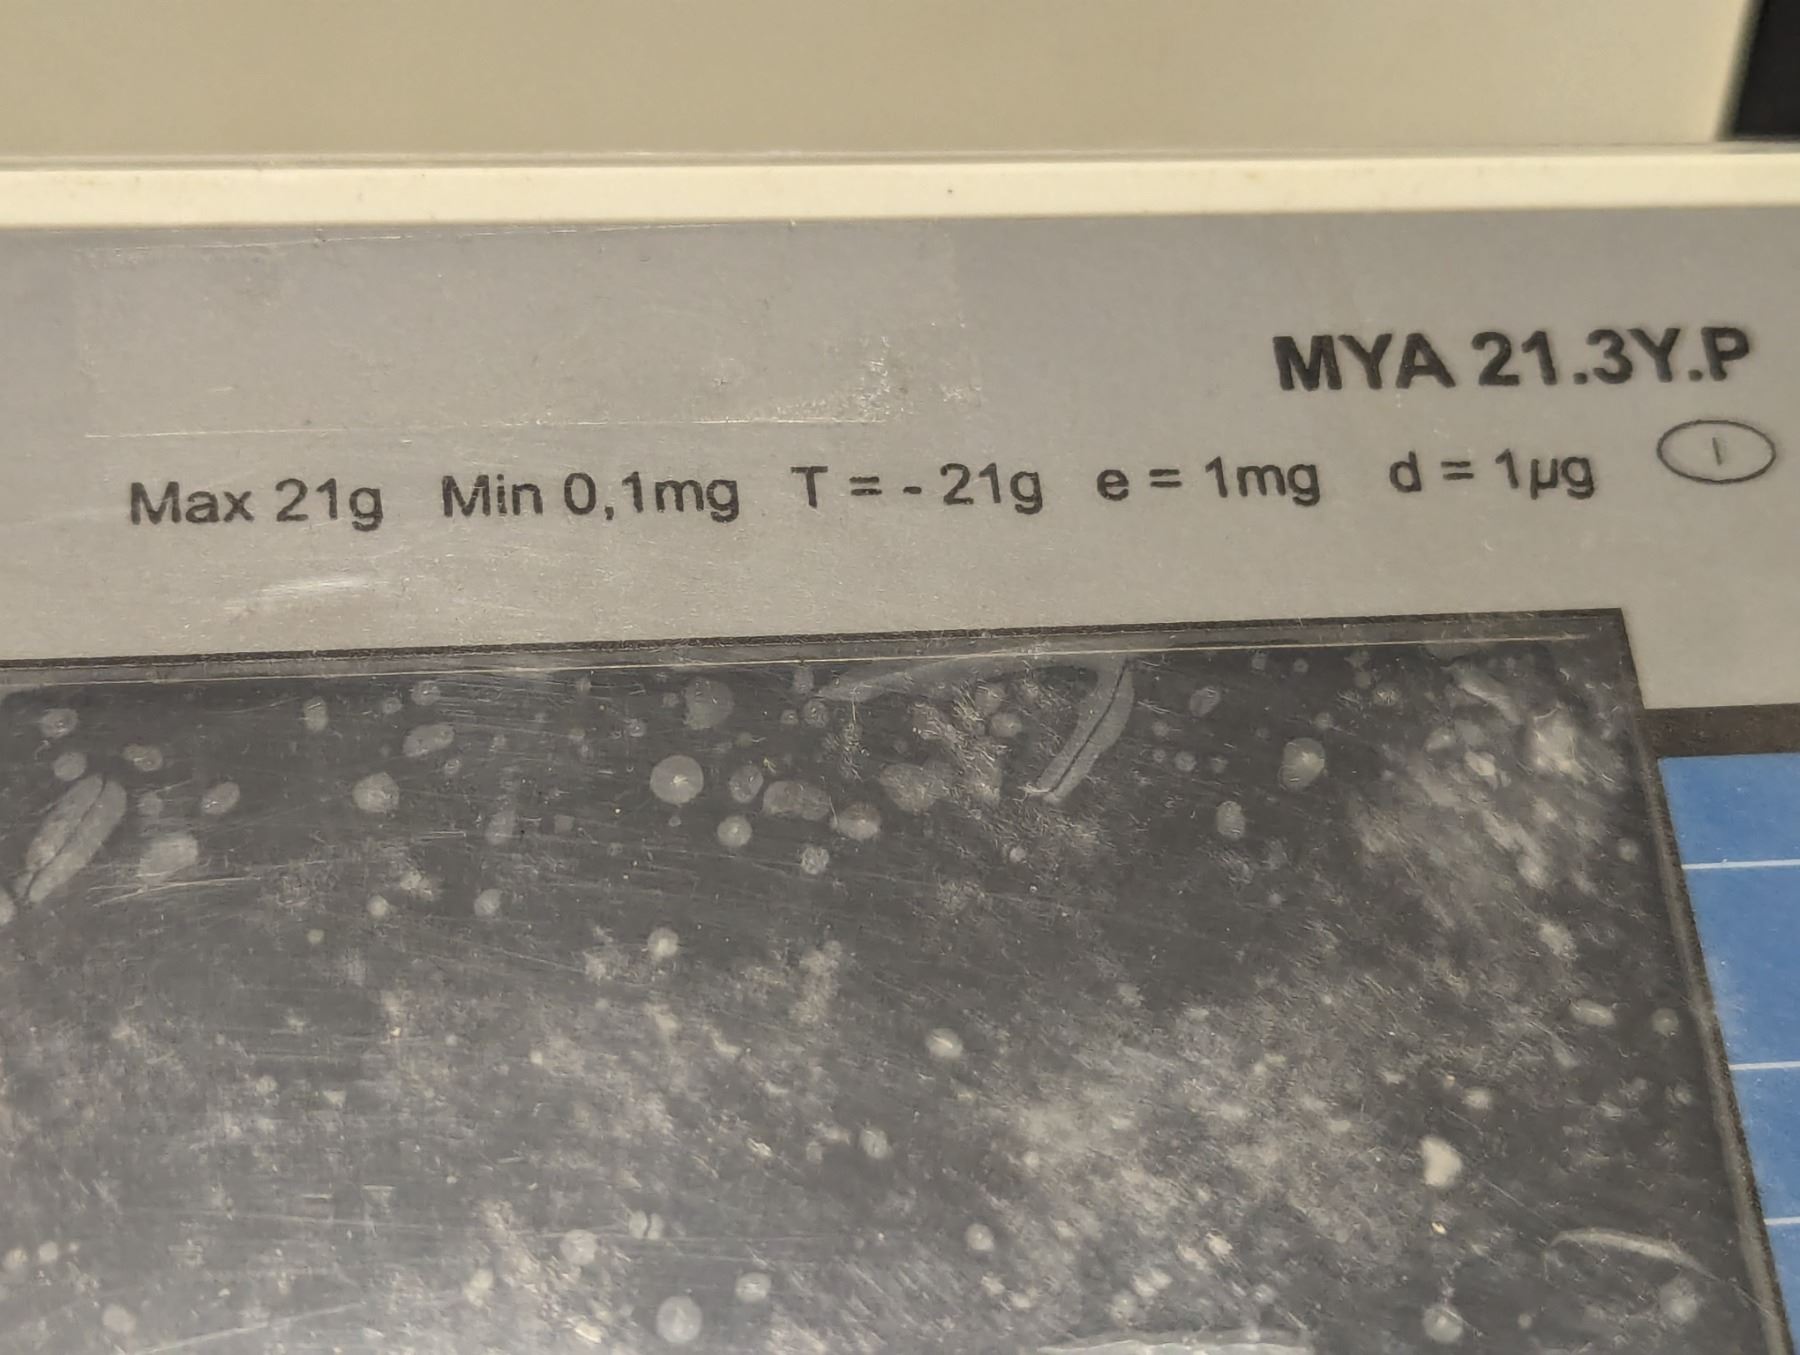 MYA 21.3Y.P
Max 21g Min 0,1mg T = - 21g e = 1mg d = 1µg I